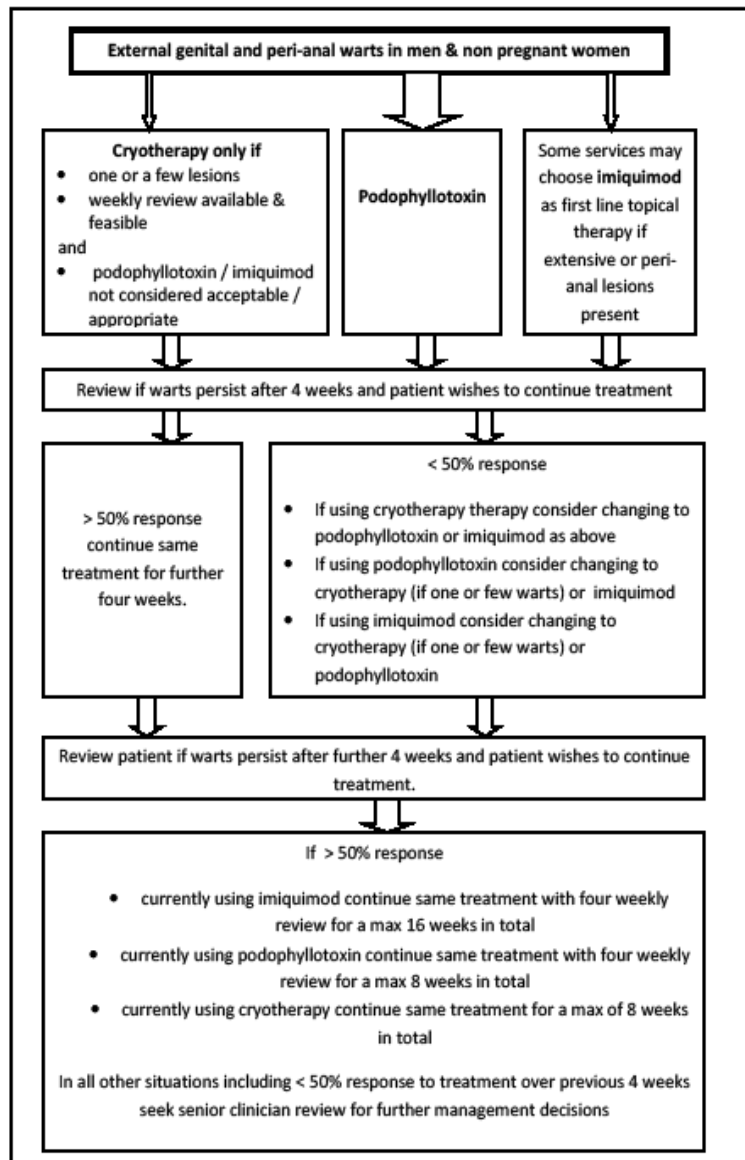 External genital and peri-anal warts in men & non pregnant women
Cryotherapy only if
• one or a few lesions
• weekly review available &
feasible
and
• podophyllotoxin / imiquimod
not considered acceptable /
appropriate
Podophyllotoxin
Some services may
choose imiquimod
as first line topical
therapy if
extensive or peri-
anal lesions
present
Review if warts persist after 4 weeks and patient wishes to continue treatment
> 50% response
continue same
treatment for further
four weeks.
< 50% response
• If using cryotherapy therapy consider changing to
podophyllotoxin or imiquimod as above
• If using podophyllotoxin consider changing to
cryotherapy (if one or few warts) or imiquimod
• If using imiquimod consider changing to
cryotherapy (if one or few warts) or
podophyllotoxin
Review patient if warts persist after further 4 weeks and patient wishes to continue
treatment.
If > 50% response
• currently using imiquimod continue same treatment with four weekly
review for a max 16 weeks in total
• currently using podophyllotoxin continue same treatment with four weekly
review for a max 8 weeks in total
• currently using cryotherapy continue same treatment for a max of 8 weeks
in total
In all other situations including < 50% response to treatment over previous 4 weeks
seek senior clinician review for further management decisions